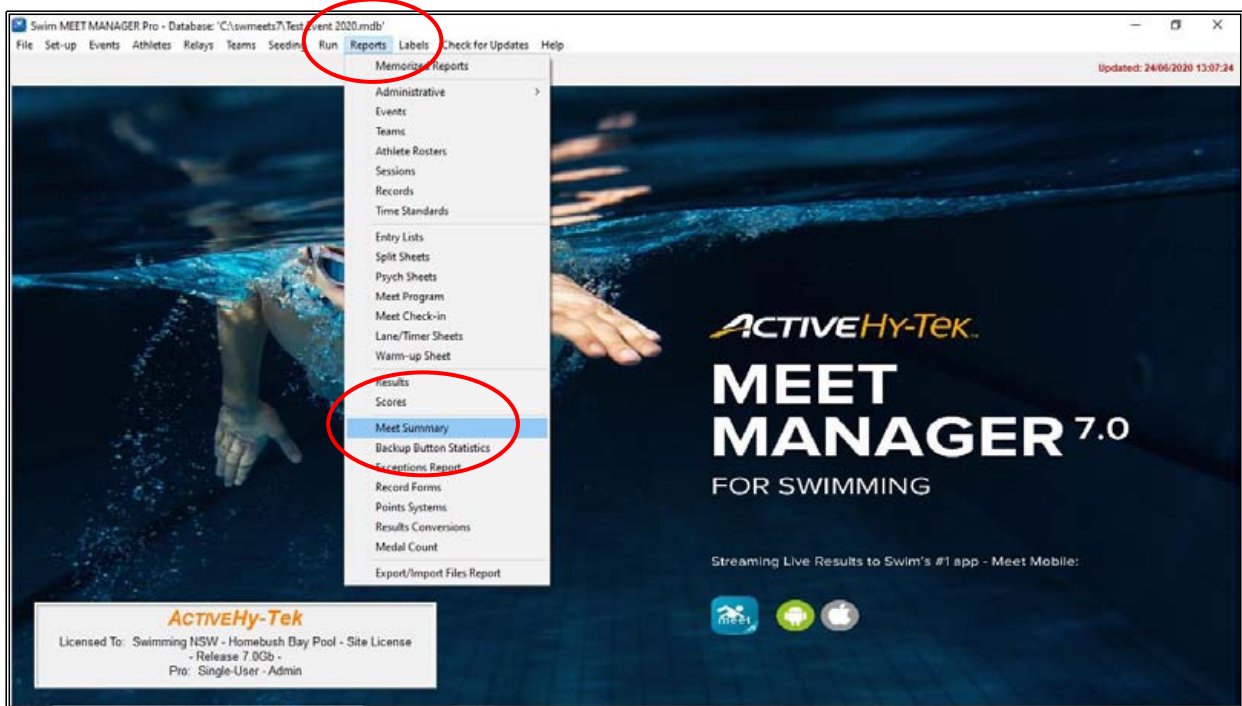 Swim MEET MANAGER Pro - Database: 'C:\swmeets7\Test Event 2020.mdb'
File Set-up Events Athletes Relays Teams Seeding Run Reports Labels Check for Updates Help
Updated: 24/06/2020 13:07:24
Memorized Reports
Administrative >
Events
Teams
Athlete Rosters
Sessions
Records
Time Standards
Entry Lists
Split Sheets
Psych Sheets
Meet Program
Meet Check-in
Lane/Timer Sheets
Warm-up Sheet
Results
Scores
Meet Summary
Backup Button Statistics
Exceptions Report
Record Forms
Points Systems
Results Conversions
Medal Count
Export/Import Files Report
ACTIVEHY-TEK
MEET
MANAGER 7.0
FOR SWIMMING
Streaming Live Results to Swim's #1 app - Meet Mobile:
meet
ACTIVEHy-Tek
Licensed To: Swimming NSW - Homebush Bay Pool - Site License
- Release 7.0Gb -
Pro: Single-User - Admin